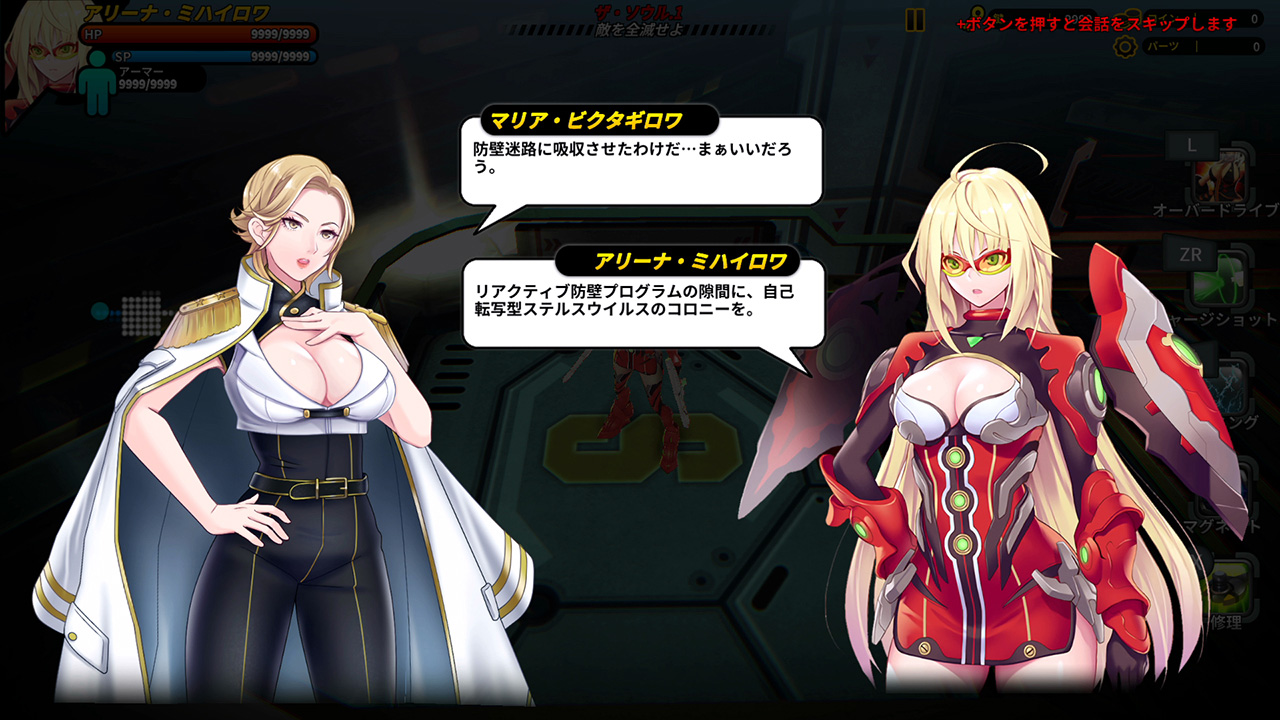 アリーナ・ミハイロワ
HP 9999/9999
SP 9999/9999
アーマー
9999/9999
ザ・ソウル.1
敵を全滅せよ
+ボタンを押すと会話をスキップします
0
パーツ 0
マリア・ビクタギロワ
防壁迷路に吸収させたわけだ…まぁいいだろ
う。
アリーナ・ミハイロワ
リアクティブ防壁プログラムの隙間に、自己
転写型ステルスウイルスのコロニーを。
L
オーバードライブ
ZR
ャージショット
ング
マグネット
修理